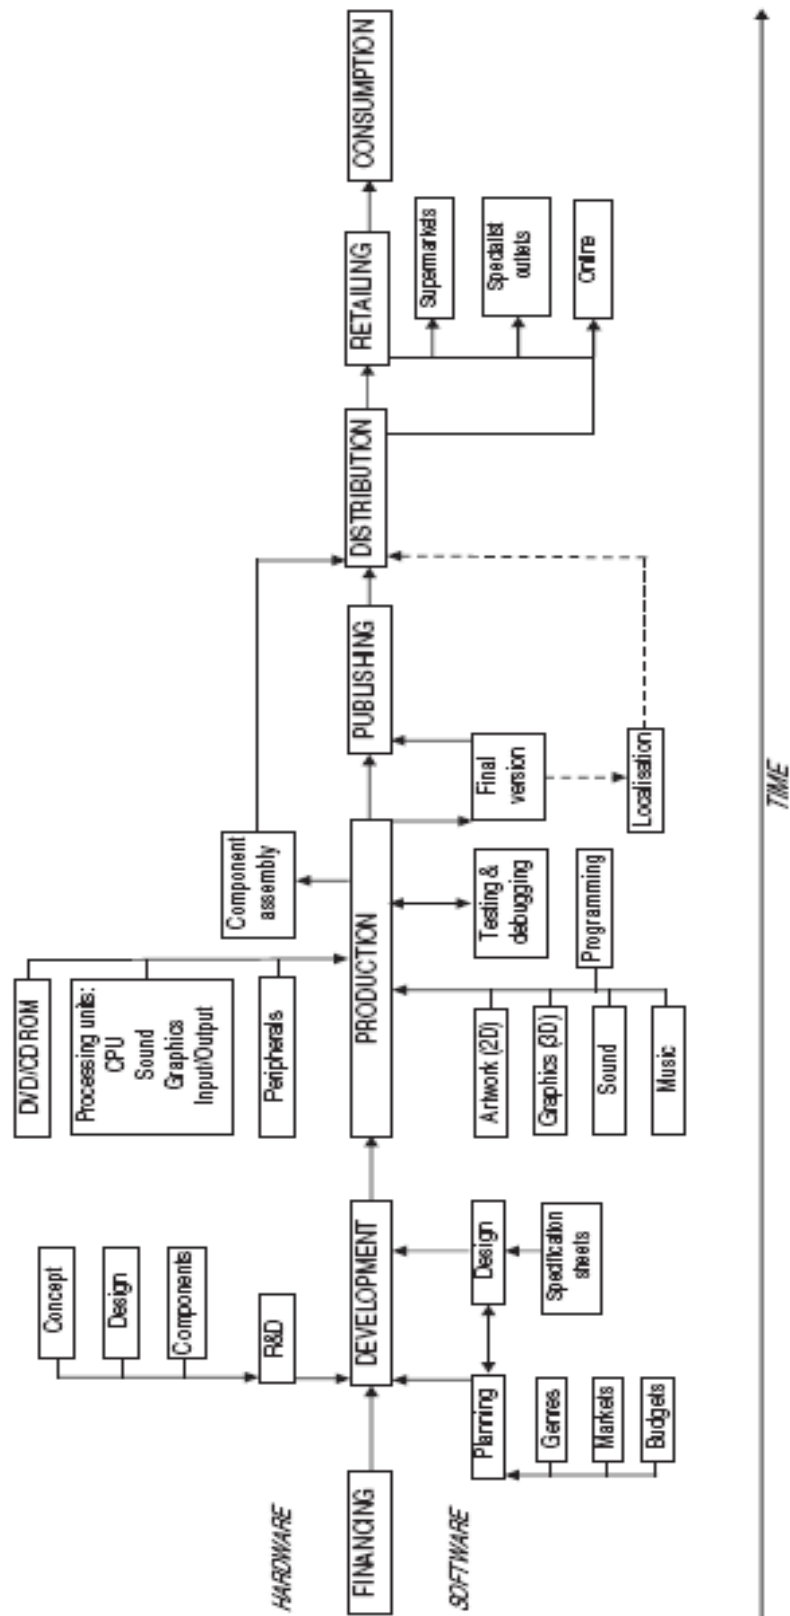 HARDWARE
Concept
Design
Components
R&D
DVD/CD ROM
Processing units:
CPU
Sound
Graphics
Input/Output
Peripherals
Component
assembly
FINANCING
DEVELOPMENT
PRODUCTION
PUBLISHING
DISTRIBUTION
RETAILING
CONSUMPTION
SOFTWARE
Planning
Genres
Markets
Budgets
Design
Specification
sheets
Artwork (2D)
Graphics (3D)
Sound
Music
Programming
Testing &
debugging
Final
version
Localisation
Supermarkets
Specialist
outlets
Online
TIME